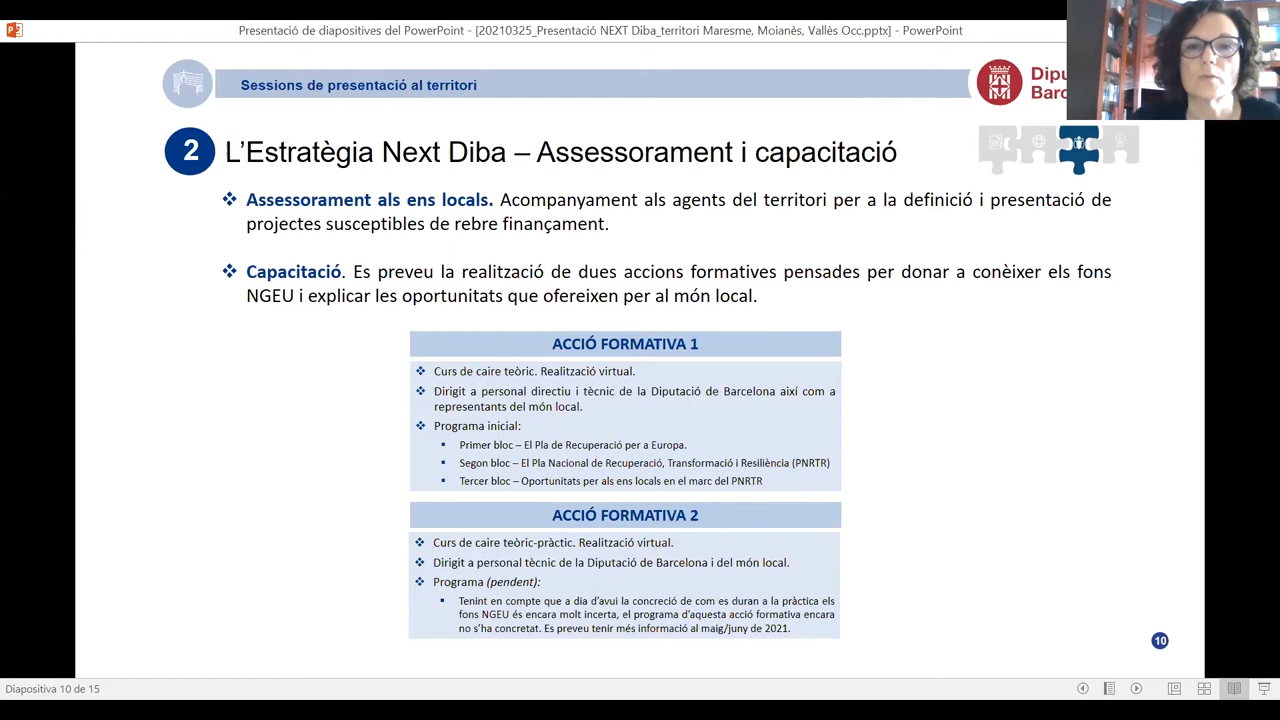 Presentació de diapositives del PowerPoint - [20210325_Presentació NEXT Diba_territori Maresme, Moianès, Vallès Occ.pptx] - PowerPoint
Sessions de presentació al territori
2
L'Estratègia Next Diba – Assessorament i capacitació
Assessorament als ens locals. Acompanyament als agents del territori per a la definició i presentació de
projectes susceptibles de rebre finançament.
Capacitació. Es preveu la realització de dues accions formatives pensades per donar a conèixer els fons
NGEU i explicar les oportunitats que ofereixen per al món local.
ACCIÓ FORMATIVA 1
Curs de caire teòric. Realització virtual.
Dirigit a personal directiu i tècnic de la Diputació de Barcelona així com a
representants del món local.
Programa inicial:
Primer bloc – El Pla de Recuperació per a Europa.
Segon bloc – El Pla Nacional de Recuperació, Transformació i Resiliència (PNRTR)
Tercer bloc – Oportunitats per als ens locals en el marc del PNRTR
ACCIÓ FORMATIVA 2
Curs de caire teòric-pràctic. Realització virtual.
Dirigit a personal tècnic de la Diputació de Barcelona i del món local.
Programa (pendent):
Tenint en compte que a dia d'avui la concreció de com es duran a la pràctica els
fons NGEU és encara molt incerta, el programa d'aquesta acció formativa encara
no s'ha concretat. Es preveu tenir més informació al maig/juny de 2021.
10
Diapositiva 10 de 15